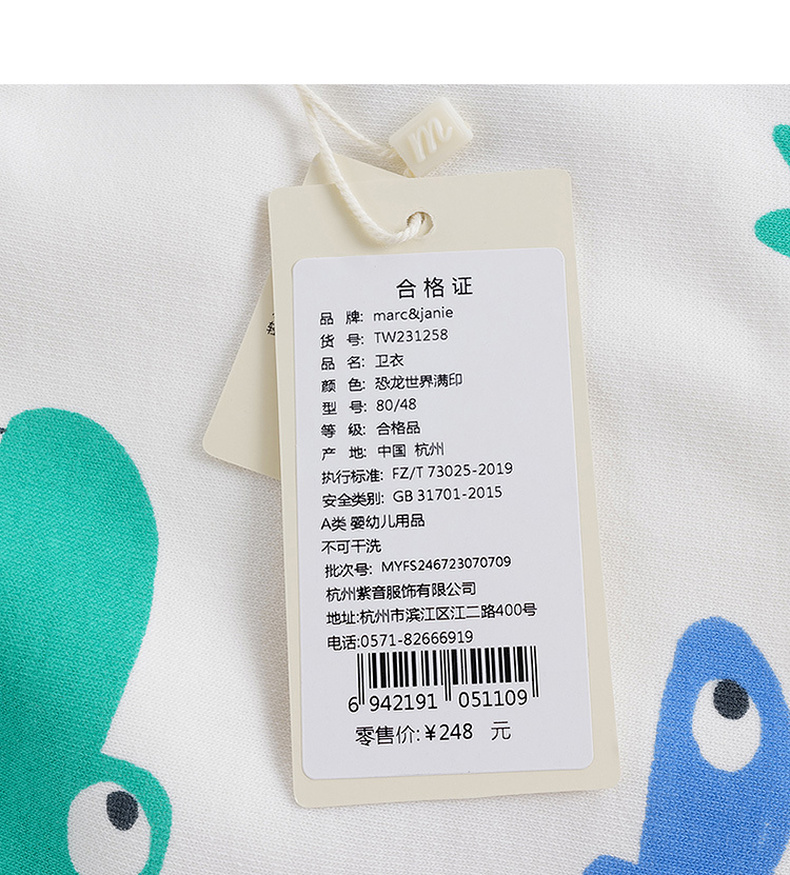 m
合格证
品 牌: marc&janie
货 号: TW231258
品 名: 卫衣
颜 色: 恐龙世界满印
型 号: 80/48
等 级: 合格品
产 地: 中国 杭州
执行标准: FZ/T 73025-2019
安全类别: GB 31701-2015
A类 婴幼儿用品
不可干洗
批次号: MYFS246723070709
杭州紫音服饰有限公司
地址:杭州市滨江区江二路400号
电话:0571-82666919
6 942191 051109
零售价:¥248 元